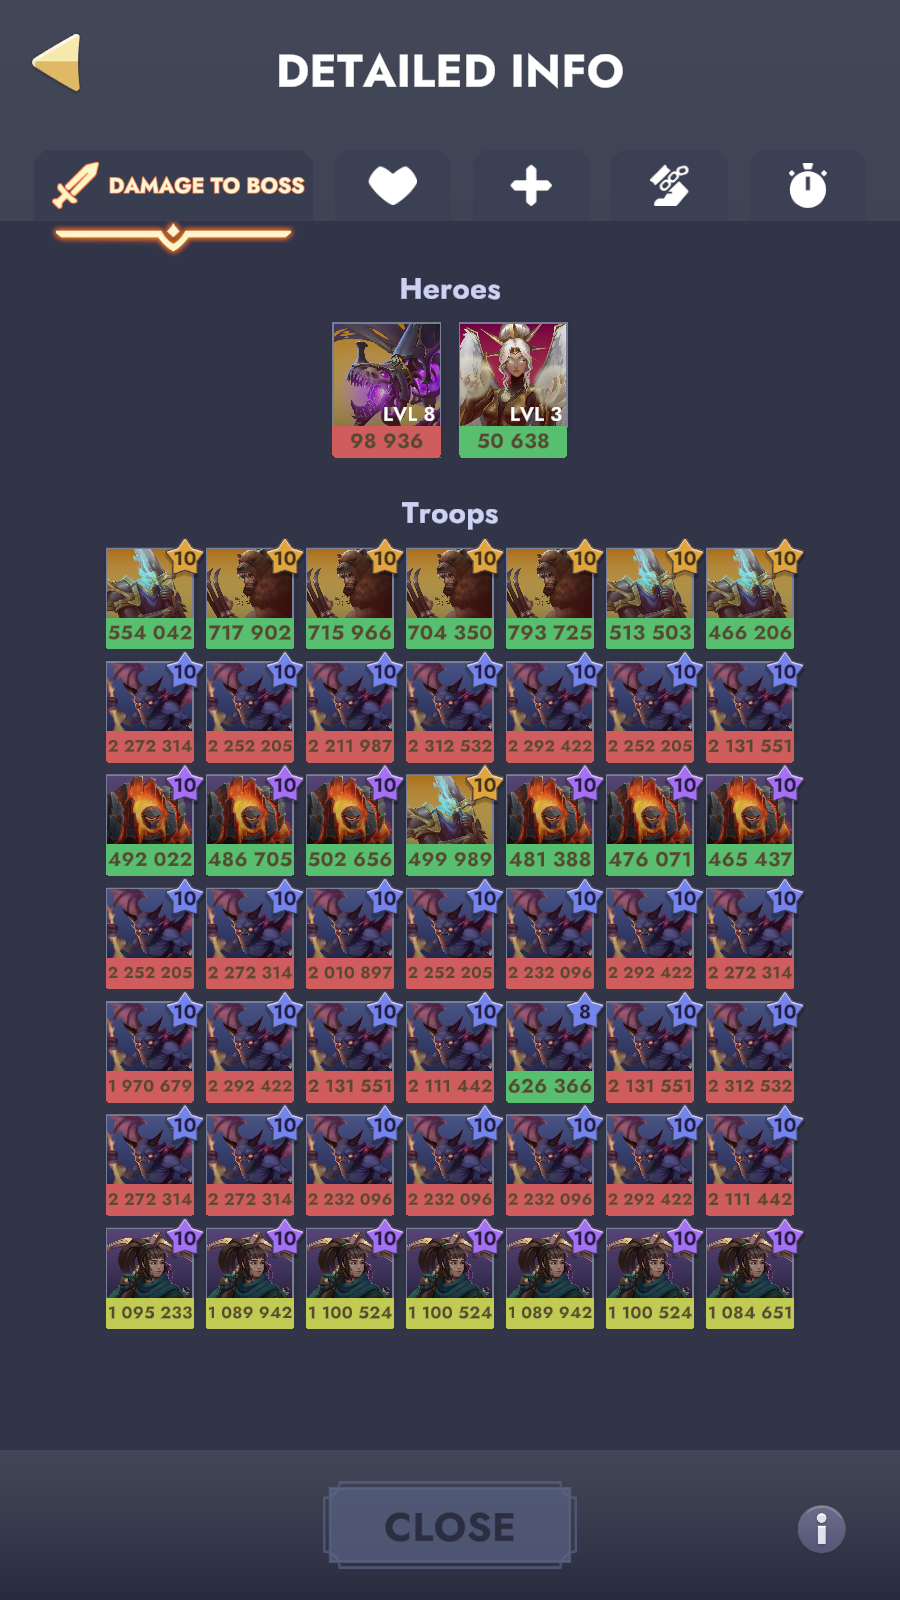 DETAILED INFO
DAMAGE TO BOSS
Heroes
LVL 8 LVL 3
98 936 50 638
Troops
10 10 10 10 10 10 10
554 042 717 902 715 966 704 350 793 725 513 503 466 206
10 10 10 10 10 10 10
2 272 314 2 252 205 2 211 987 2 312 532 2 292 422 2 252 205 2 131 551
10 10 10 10 10 10 10
492 022 486 705 502 656 499 989 481 388 476 071 465 437
10 10 10 10 10 10 10
2 252 205 2 272 314 2 010 897 2 252 205 2 232 096 2 292 422 2 272 314
10 10 10 10 8 10 10
1 970 679 2 292 422 2 131 551 2 111 442 626 366 2 131 551 2 312 532
10 10 10 10 10 10 10
2 272 314 2 272 314 2 232 096 2 232 096 2 232 096 2 292 422 2 111 442
10 10 10 10 10 10 10
1 095 233 1 089 942 1 100 524 1 100 524 1 089 942 1 100 524 1 084 651
CLOSE
i